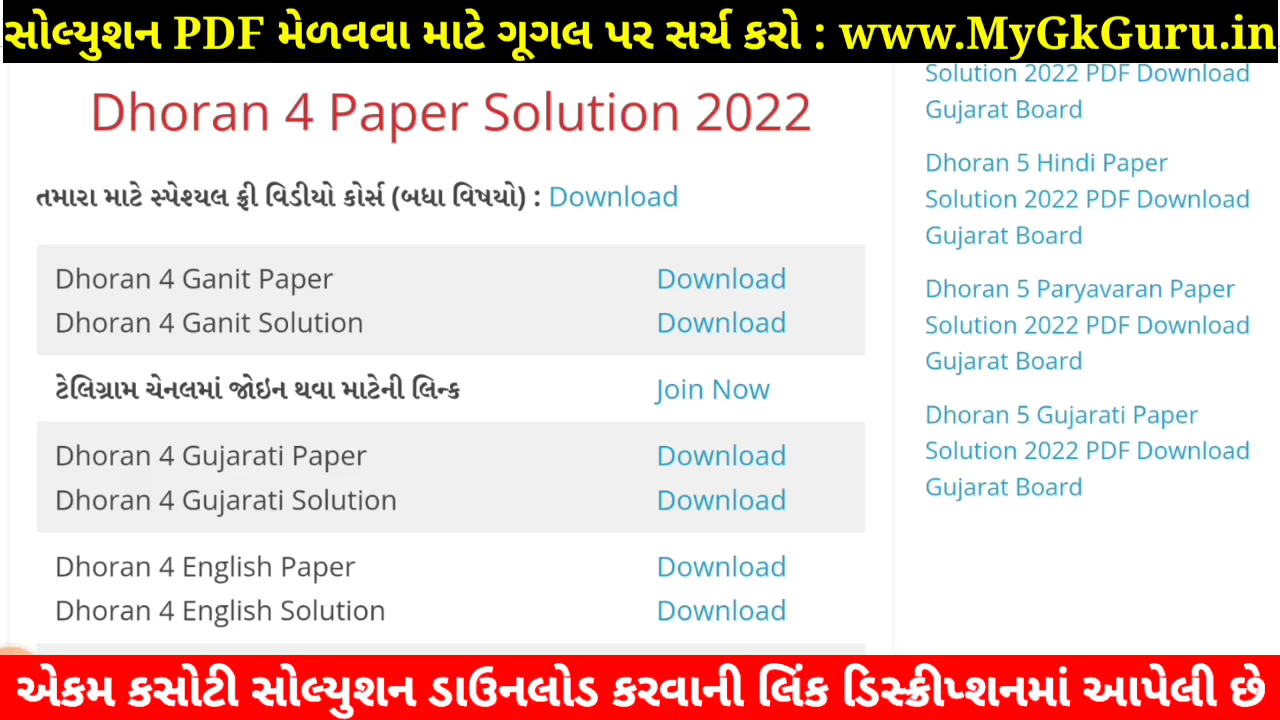 સોલ્યુશન PDF મેળવવા માટે ગૂગલ પર સર્ચ કરો : www.MyGkGuru.in
Dhoran 4 Paper Solution 2022
તમારા માટે સ્પેશ્યલ ફ્રી વિડીયો કોર્સ (બધા વિષયો) : Download
Dhoran 4 Ganit Paper Download
Dhoran 4 Ganit Solution Download
ટેલિગ્રામ ચેનલમાં જોઇન થવા માટેની લિન્ક Join Now
Dhoran 4 Gujarati Paper Download
Dhoran 4 Gujarati Solution Download
Dhoran 4 English Paper Download
Dhoran 4 English Solution Download
Solution 2022 PDF Download
Gujarat Board
Dhoran 5 Hindi Paper
Solution 2022 PDF Download
Gujarat Board
Dhoran 5 Paryavaran Paper
Solution 2022 PDF Download
Gujarat Board
Dhoran 5 Gujarati Paper
Solution 2022 PDF Download
Gujarat Board
એકમ કસોટી સોલ્યુશન ડાઉનલોડ કરવાની લિંક ડિસ્ક્રીપ્શનમાં આપેલી છે